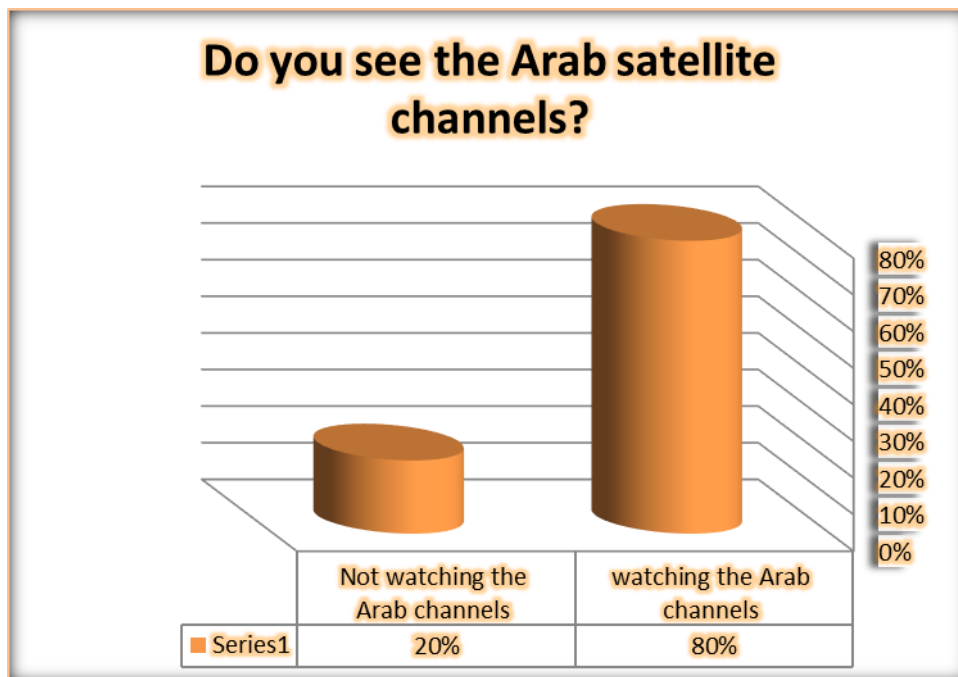 Do you see the Arab satellite
channels?
80%
70%
60%
50%
40%
30%
20%
10%
0%
Not watching the
Arab channels
watching the Arab
channels
Series1
20%
80%